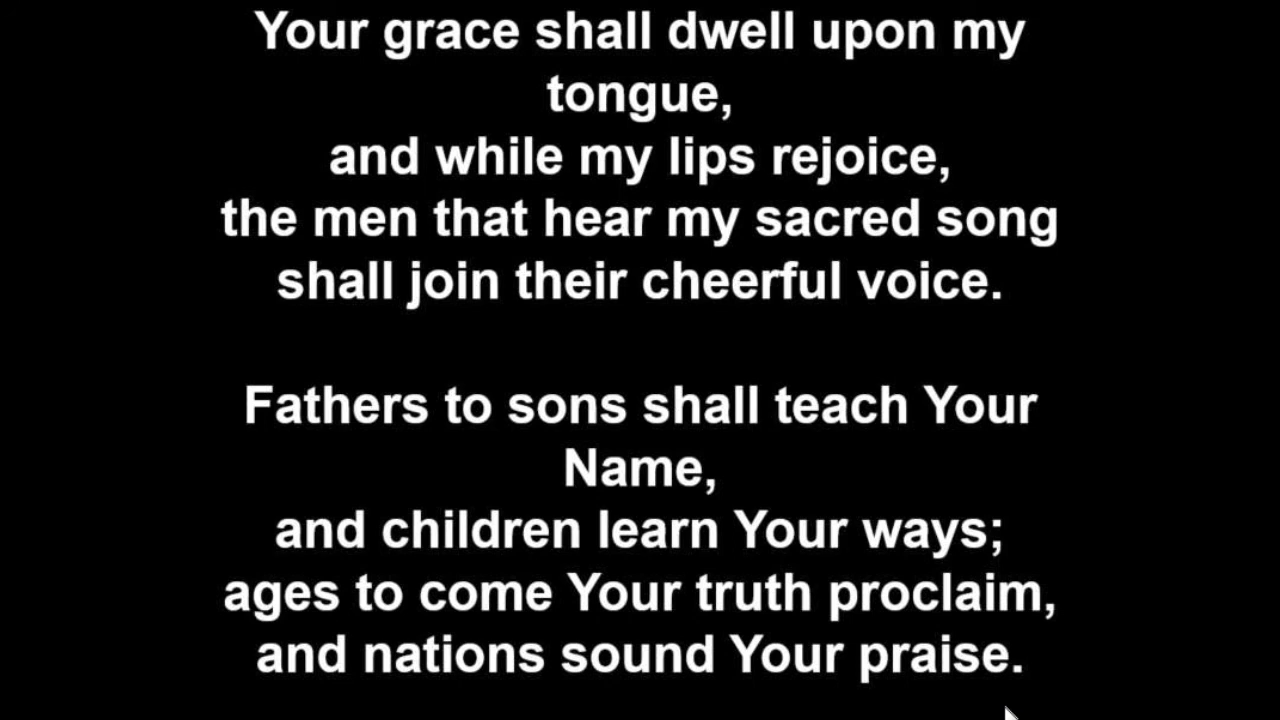 Your grace shall dwell upon my
tongue,
and while my lips rejoice,
the men that hear my sacred song
shall join their cheerful voice.
Fathers to sons shall teach Your
Name,
and children learn Your ways;
ages to come Your truth proclaim,
and nations sound Your praise.